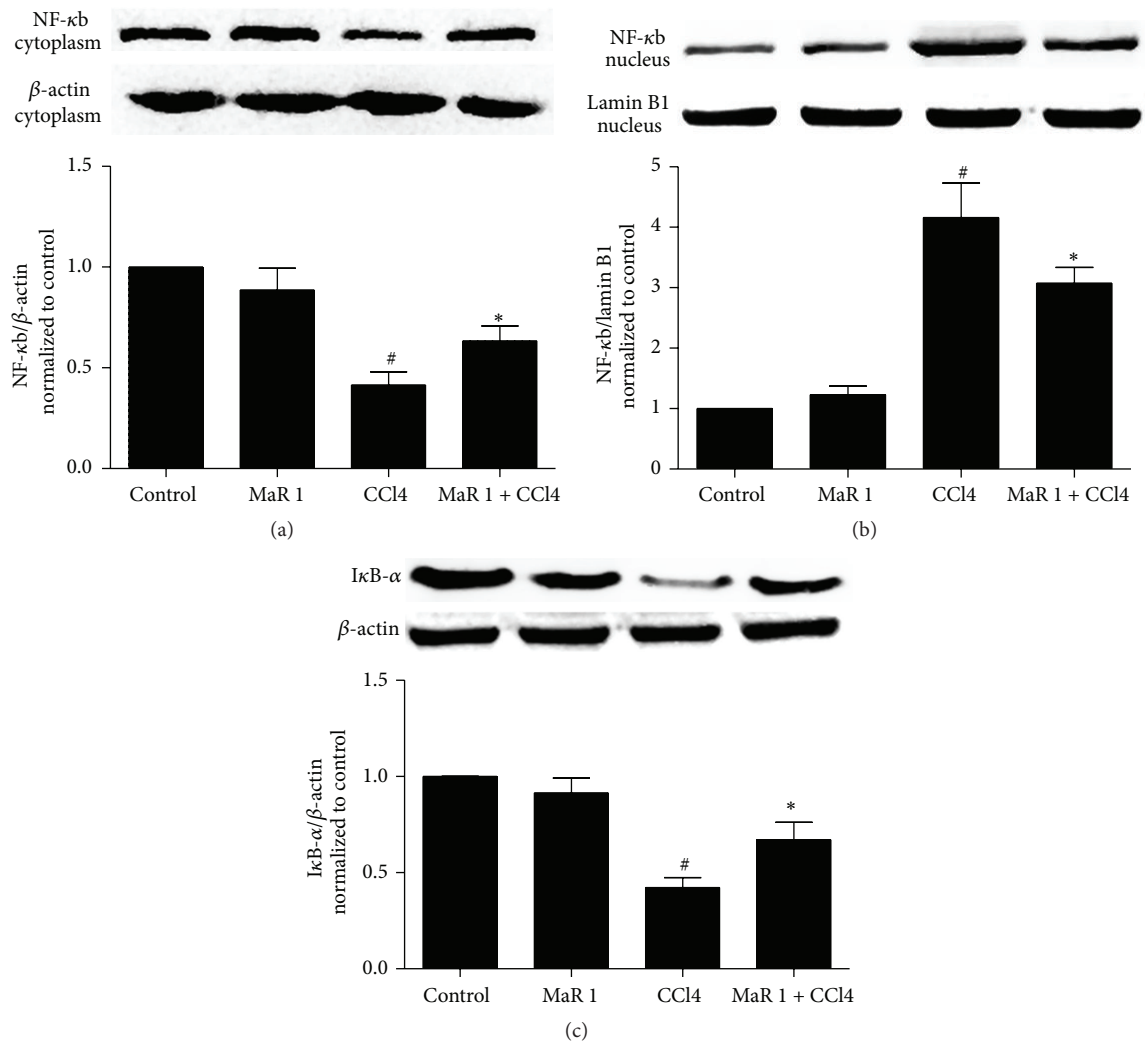 NF-κb
cytoplasm
β-actin
cytoplasm
1.5
1.0
0.5
0.0
NF-κb/β-actin
normalized to control
#
*
Control
MaR 1
CCl4
MaR 1 + CCl4
(a)
NF-κb
nucleus
Lamin B1
nucleus
5
4
3
2
1
0
NF-κb/lamin B1
normalized to control
#
*
Control
MaR 1
CCl4
MaR 1 + CCl4
(b)
IκB-α
β-actin
1.5
1.0
0.5
0.0
IκB-α/β-actin
normalized to control
#
*
Control
MaR 1
CCl4
MaR 1 + CCl4
(c)